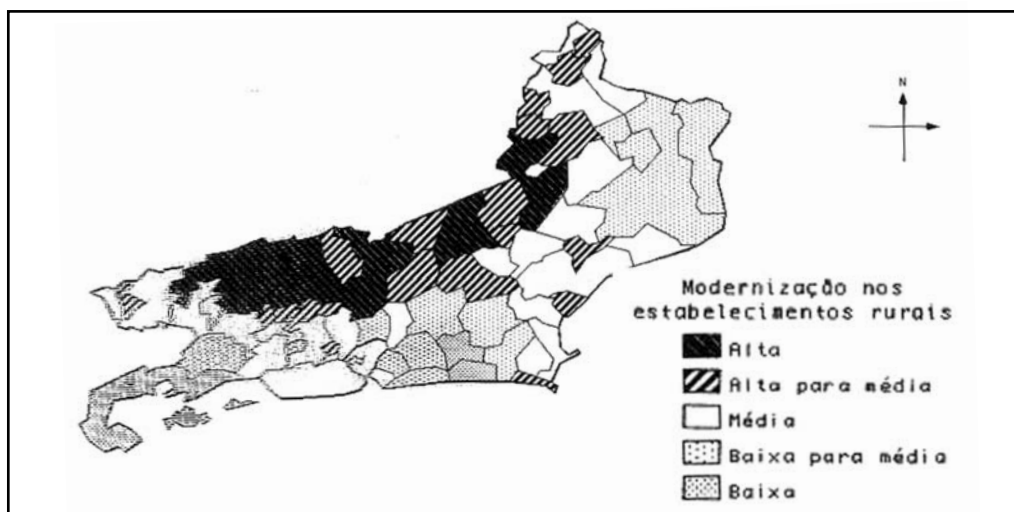 N
Modernização nos
estabelecimentos rurais
Alta
Alta para média
Média
Baixa para média
Baixa